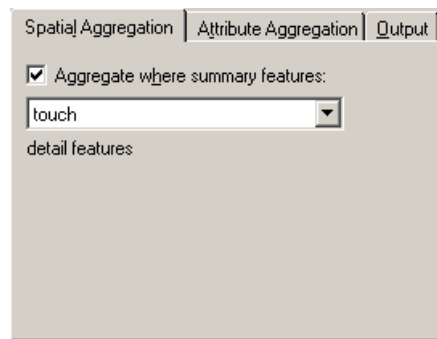 Spatial Aggregation Attribute Aggregation Output
Aggregate where summary features:
touch
detail features